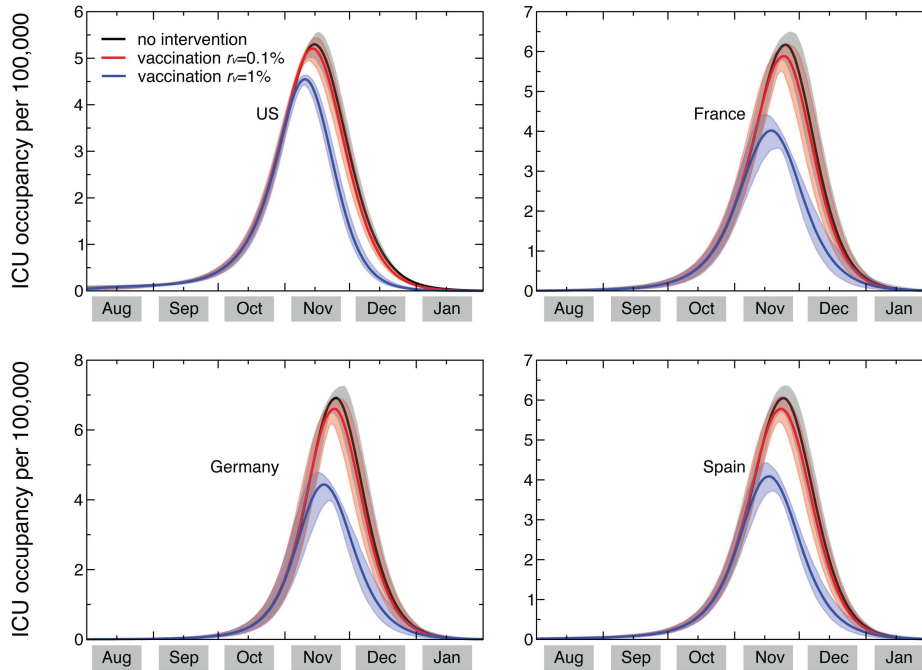 ICU occupancy per 100,000
6
5
4
3
2
1
0
no intervention
vaccination rᵥ=0.1%
vaccination rᵥ=1%
US
Aug Sep Oct Nov Dec Jan
7
6
5
4
3
2
1
0
France
Aug Sep Oct Nov Dec Jan
ICU occupancy per 100,000
8
6
4
2
0
Germany
Aug Sep Oct Nov Dec Jan
7
6
5
4
3
2
1
0
Spain
Aug Sep Oct Nov Dec Jan